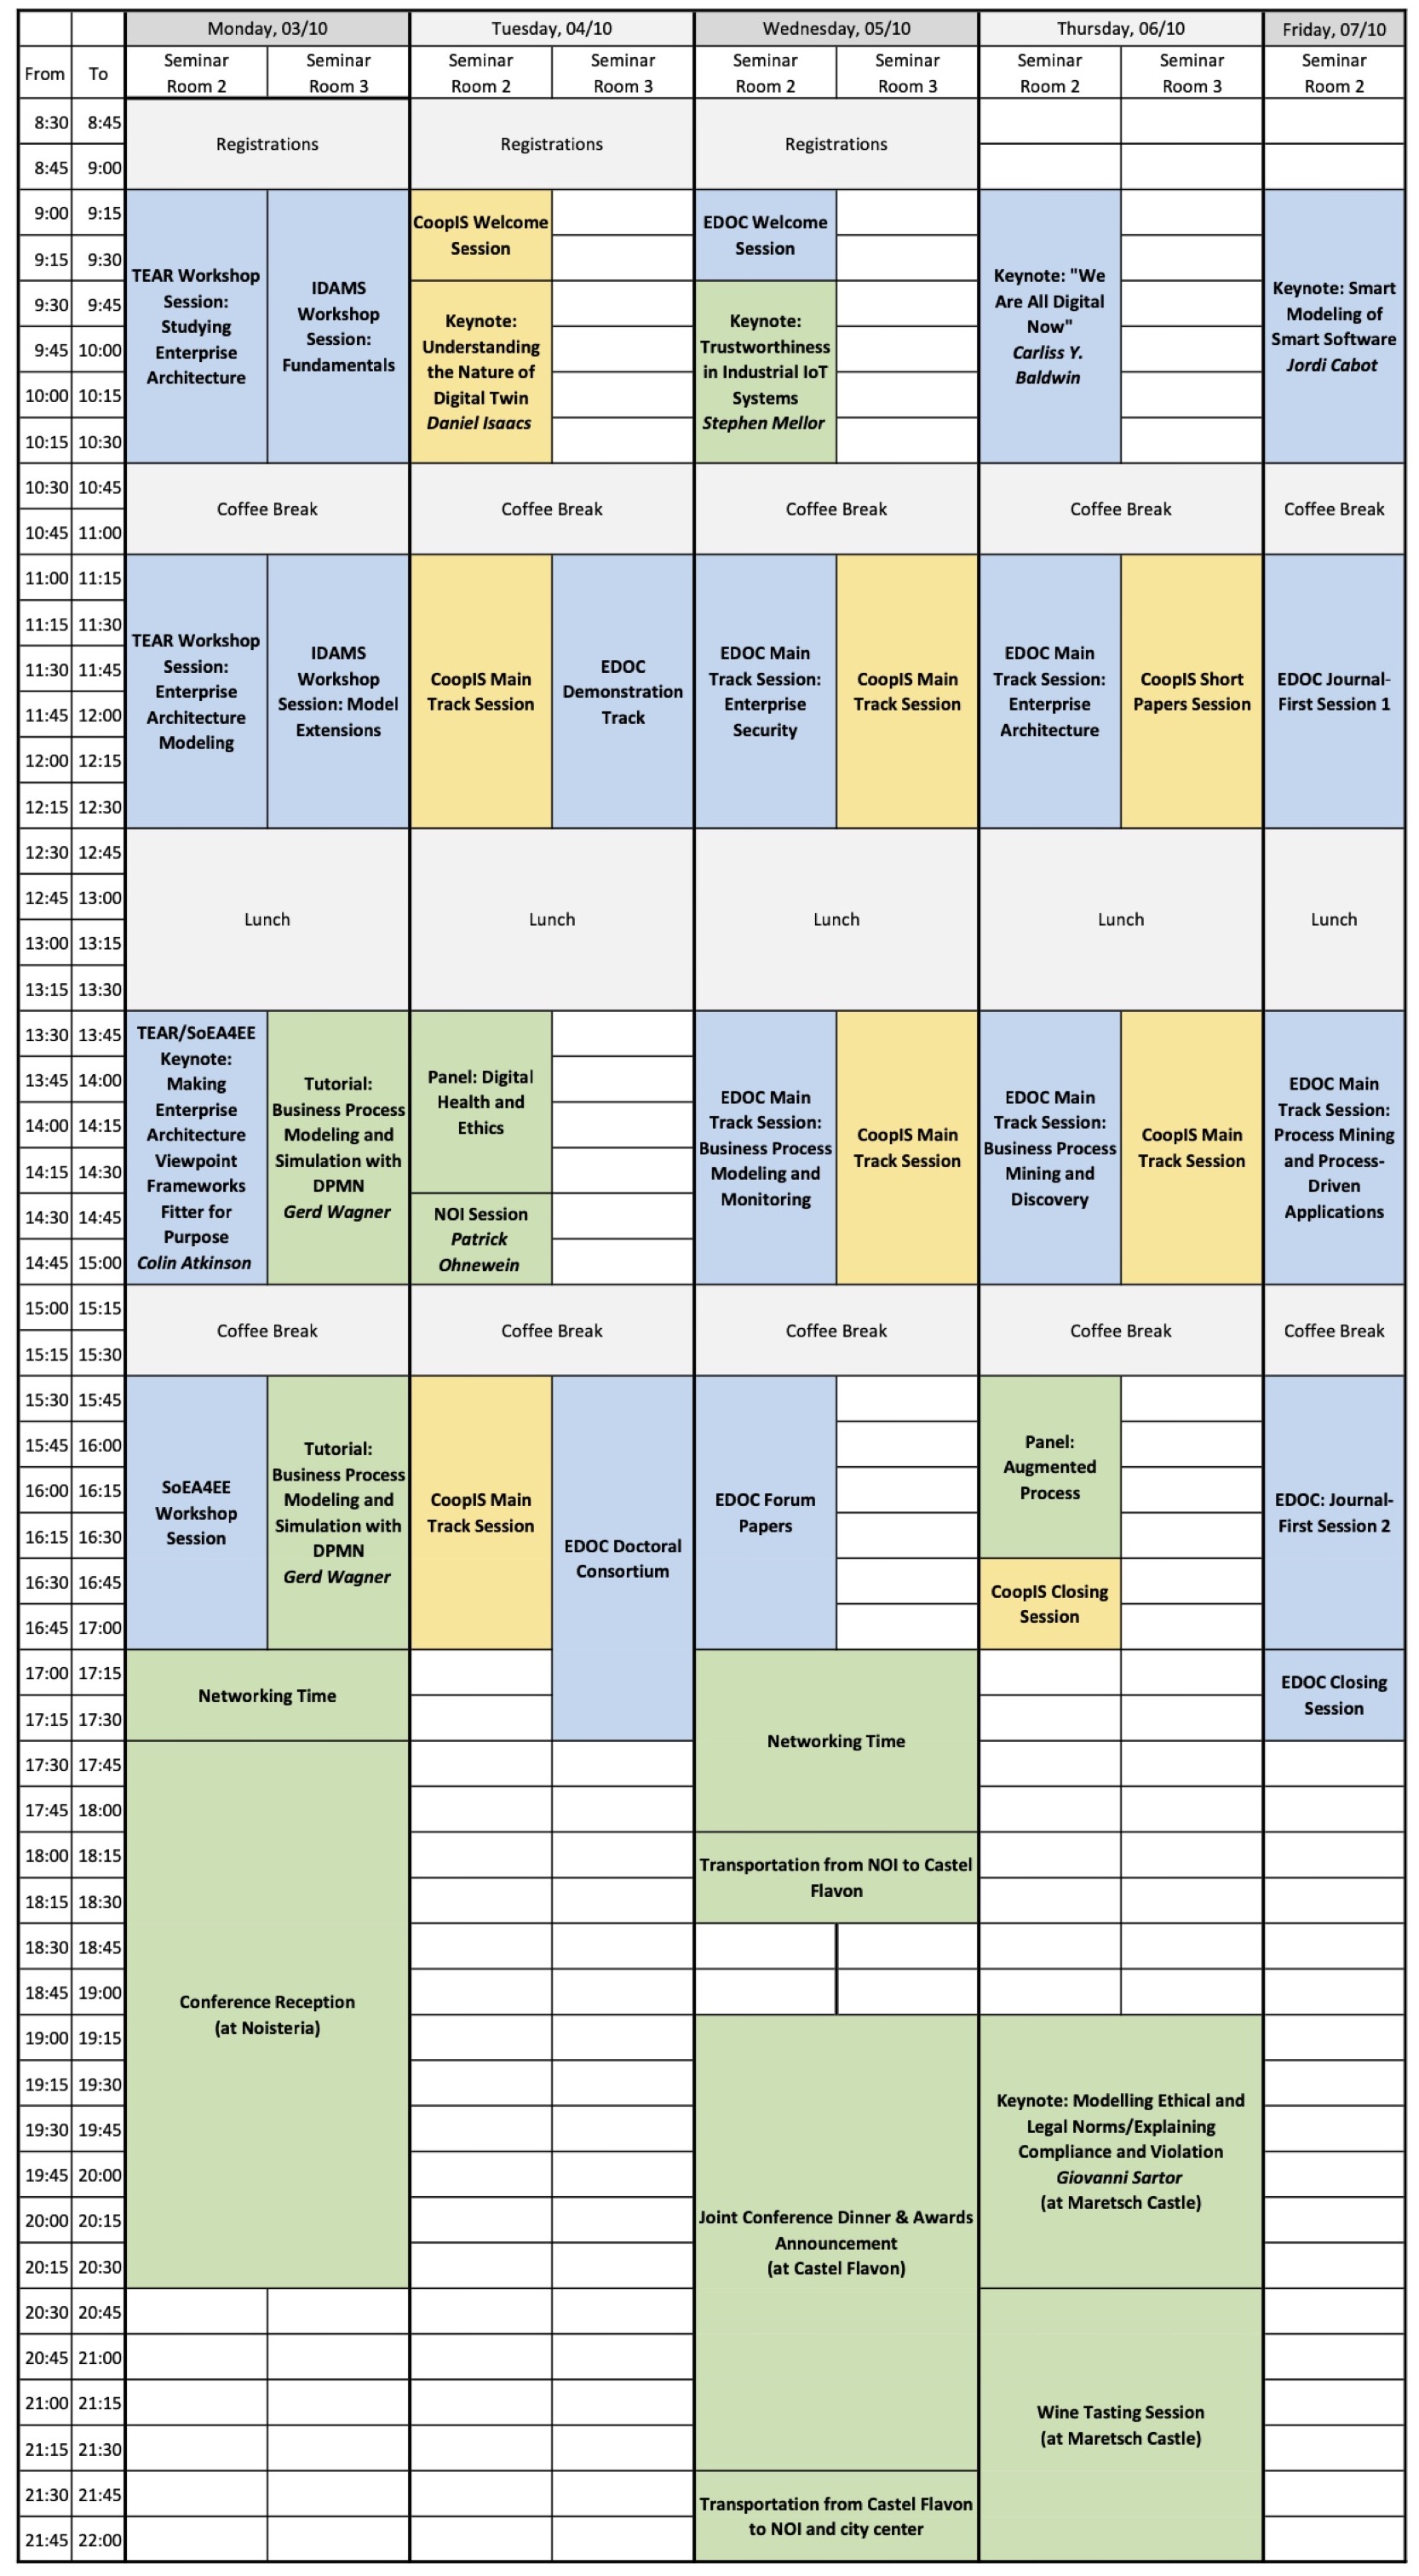 Monday, 03/10 Tuesday, 04/10 Wednesday, 05/10 Thursday, 06/10 Friday, 07/10
From To Seminar Room 2 Seminar Room 3 Seminar Room 2 Seminar Room 3 Seminar Room 2 Seminar Room 3 Seminar Room 2 Seminar Room 3 Seminar Room 2
8:30 8:45
Registrations Registrations Registrations
8:45 9:00
9:00 9:15
9:15 9:30
9:30 9:45
9:45 10:00
10:00 10:15
10:15 10:30
TEAR Workshop
Session:
Studying
Enterprise
Architecture
IDAMS
Workshop
Session:
Fundamentals
CoopIS Welcome
Session
Keynote:
Understanding
the Nature of
Digital Twin
Daniel Isaacs
EDOC Welcome
Session
Keynote:
Trustworthiness
in Industrial IoT
Systems
Stephen Mellor
Keynote: "We
Are All Digital
Now"
Carliss Y.
Baldwin
Keynote: Smart
Modeling of
Smart Software
Jordi Cabot
10:30 10:45
Coffee Break Coffee Break Coffee Break Coffee Break Coffee Break
10:45 11:00
11:00 11:15
11:15 11:30
11:30 11:45
11:45 12:00
12:00 12:15
12:15 12:30
TEAR Workshop
Session:
Enterprise
Architecture
Modeling
IDAMS
Workshop
Session: Model
Extensions
CoopIS Main
Track Session
EDOC
Demonstration
Track
EDOC Main
Track Session:
Enterprise
Security
CoopIS Main
Track Session
EDOC Main
Track Session:
Enterprise
Architecture
CoopIS Short
Papers Session
EDOC Journal-
First Session 1
12:30 12:45
12:45 13:00
Lunch Lunch Lunch Lunch Lunch
13:00 13:15
13:15 13:30
13:30 13:45
13:45 14:00
14:00 14:15
14:15 14:30
14:30 14:45
14:45 15:00
TEAR/SoEA4EE
Keynote:
Making
Enterprise
Architecture
Viewpoint
Frameworks
Fitter for
Purpose
Colin Atkinson
Tutorial:
Business Process
Modeling and
Simulation with
DPMN
Gerd Wagner
Panel: Digital
Health and
Ethics
NOI Session
Patrick
Ohnewein
EDOC Main
Track Session:
Business Process
Modeling and
Monitoring
CoopIS Main
Track Session
EDOC Main
Track Session:
Business Process
Mining and
Discovery
CoopIS Main
Track Session
EDOC Main
Track Session:
Process Mining
and Process-
Driven
Applications
15:00 15:15
Coffee Break Coffee Break Coffee Break Coffee Break Coffee Break
15:15 15:30
15:30 15:45
15:45 16:00
16:00 16:15
16:15 16:30
16:30 16:45
16:45 17:00
SoEA4EE
Workshop
Session
Tutorial:
Business Process
Modeling and
Simulation with
DPMN
Gerd Wagner
CoopIS Main
Track Session
EDOC Doctoral
Consortium
EDOC Forum
Papers
Panel:
Augmented
Process
CoopIS Closing
Session
EDOC: Journal-
First Session 2
17:00 17:15
17:15 17:30
Networking Time
EDOC Closing
Session
17:30 17:45
17:45 18:00
Networking Time
18:00 18:15
18:15 18:30
Transportation from NOI to Castel
Flavon
18:30 18:45
18:45 19:00
Conference Reception
(at Noisteria)
19:00 19:15
19:15 19:30
19:30 19:45
19:45 20:00
20:00 20:15
20:15 20:30
Joint Conference Dinner & Awards
Announcement
(at Castel Flavon)
Keynote: Modelling Ethical and
Legal Norms/Explaining
Compliance and Violation
Giovanni Sartor
(at Maretsch Castle)
20:30 20:45
20:45 21:00
21:00 21:15
21:15 21:30
Wine Tasting Session
(at Maretsch Castle)
21:30 21:45
21:45 22:00
Transportation from Castel Flavon
to NOI and city center